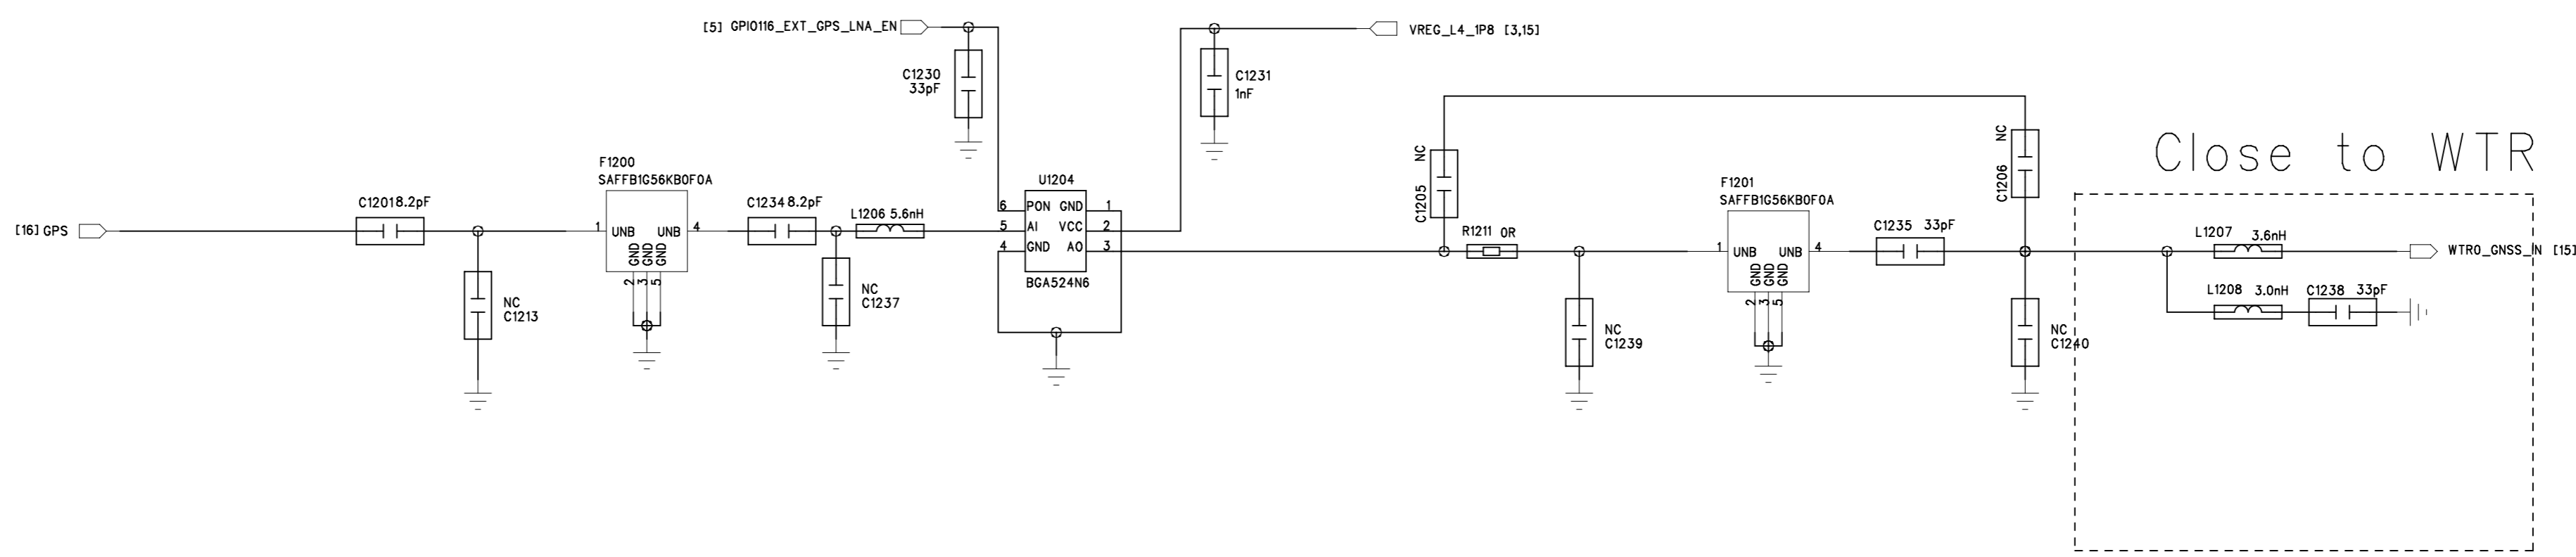 [5] GPIO116_EXT_GPS_LNA_EN
VREG_L4_1P8 [3,15]
C1230
33pF
C1231
1nF
Close to WTR
NC
C1205
NC
C1206
F1200
SAFFB1G56KB0F0A
U1204
F1201
SAFFB1G56KB0F0A
[16] GPS
C1201 8.2pF
1 UNB UNB 4
GND GND GND
2 3 5
C1234 8.2pF
L1206 5.6nH
6 PON GND 1
5 AI VCC 2
4 GND AO 3
BGA524N6
R1211 0R
1 UNB UNB 4
GND GND GND
2 3 5
C1235 33pF
L1207 3.6nH
WTR0_GNSS_IN [15]
L1208 3.0nH C1238 33pF
NC
C1213
NC
C1237
NC
C1239
NC
C1240